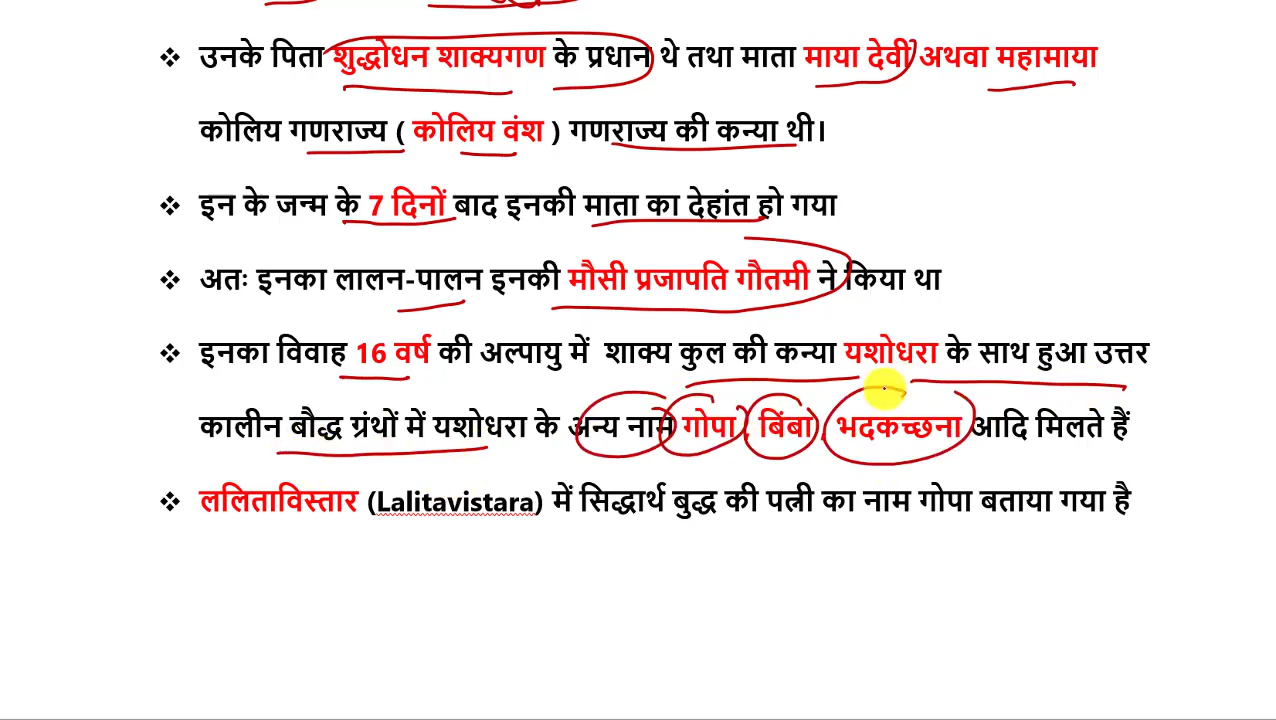 ❖ उनके पिता शुद्धोधन शाक्यगण के प्रधान थे तथा माता माया देवी अथवा महामाया
कोलिय गणराज्य ( कोलिय वंश ) गणराज्य की कन्या थी।
❖ इन के जन्म के 7 दिनों बाद इनकी माता का देहांत हो गया
❖ अतः इनका लालन-पालन इनकी मौसी प्रजापति गौतमी ने किया था
❖ इनका विवाह 16 वर्ष की अल्पायु में शाक्य कुल की कन्या यशोधरा के साथ हुआ उत्तर
कालीन बौद्ध ग्रंथों में यशोधरा के अन्य नाम गोपा , बिंबा , भदकच्छना आदि मिलते हैं
❖ ललिताविस्तार (Lalitavistara) में सिद्धार्थ बुद्ध की पत्नी का नाम गोपा बताया गया है